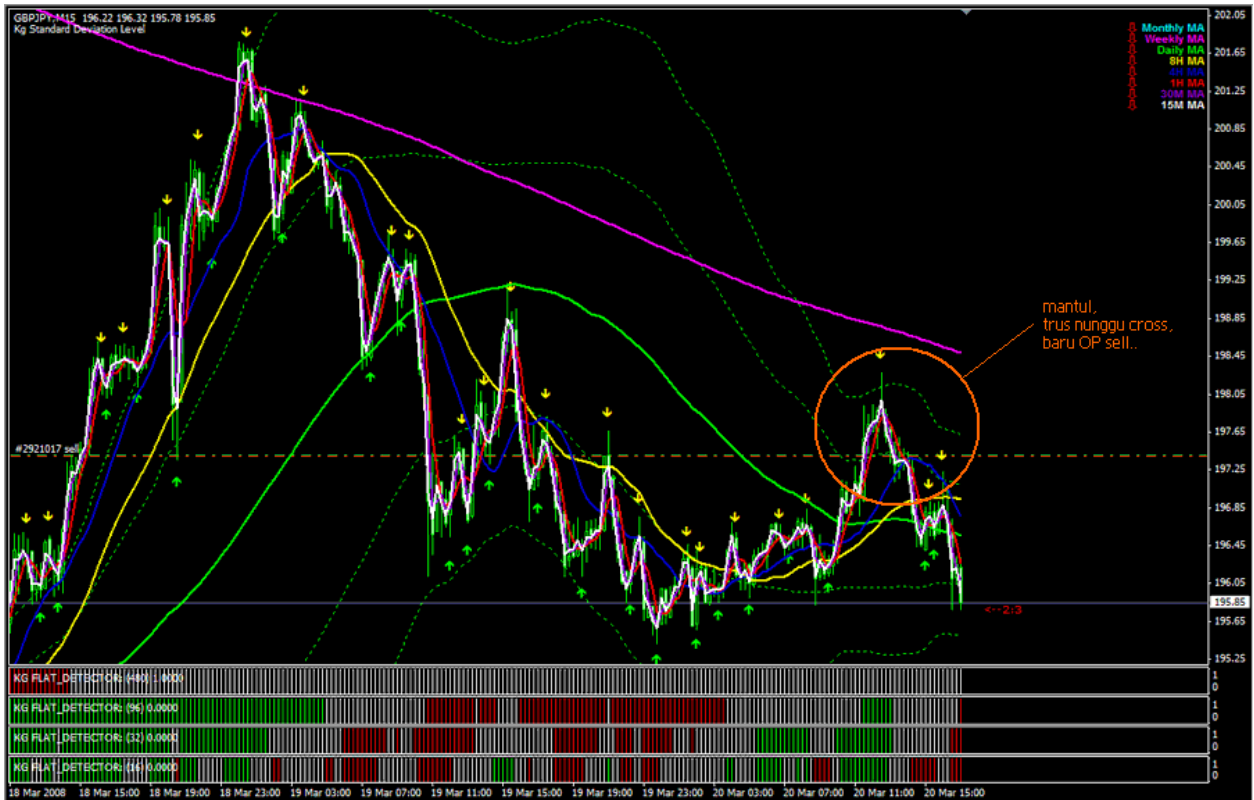 GBPJPY,M15 196.22 196.32 195.78 195.85
Kg Standard Deviation Level
Monthly MA
Weekly MA
Daily MA
8H MA
4H MA
1H MA
30M MA
15M MA
mantul,
trus nunggu cross,
baru OP sell..
#2921017 sell
<--2:3
202.05
201.65
201.25
200.85
200.45
200.05
199.65
199.25
198.85
198.45
198.05
197.65
197.25
196.85
196.45
196.05
195.85
195.65
195.25
KG FLAT_DETECTOR: (480) 1.0000
1
0
KG FLAT_DETECTOR: (96) 0.0000
1
0
KG FLAT_DETECTOR: (32) 0.0000
1
0
KG FLAT_DETECTOR: (16) 0.0000
1
0
18 Mar 2008 18 Mar 15:00 18 Mar 19:00 18 Mar 23:00 19 Mar 03:00 19 Mar 07:00 19 Mar 11:00 19 Mar 15:00 19 Mar 19:00 19 Mar 23:00 20 Mar 03:00 20 Mar 07:00 20 Mar 11:00 20 Mar 15:00